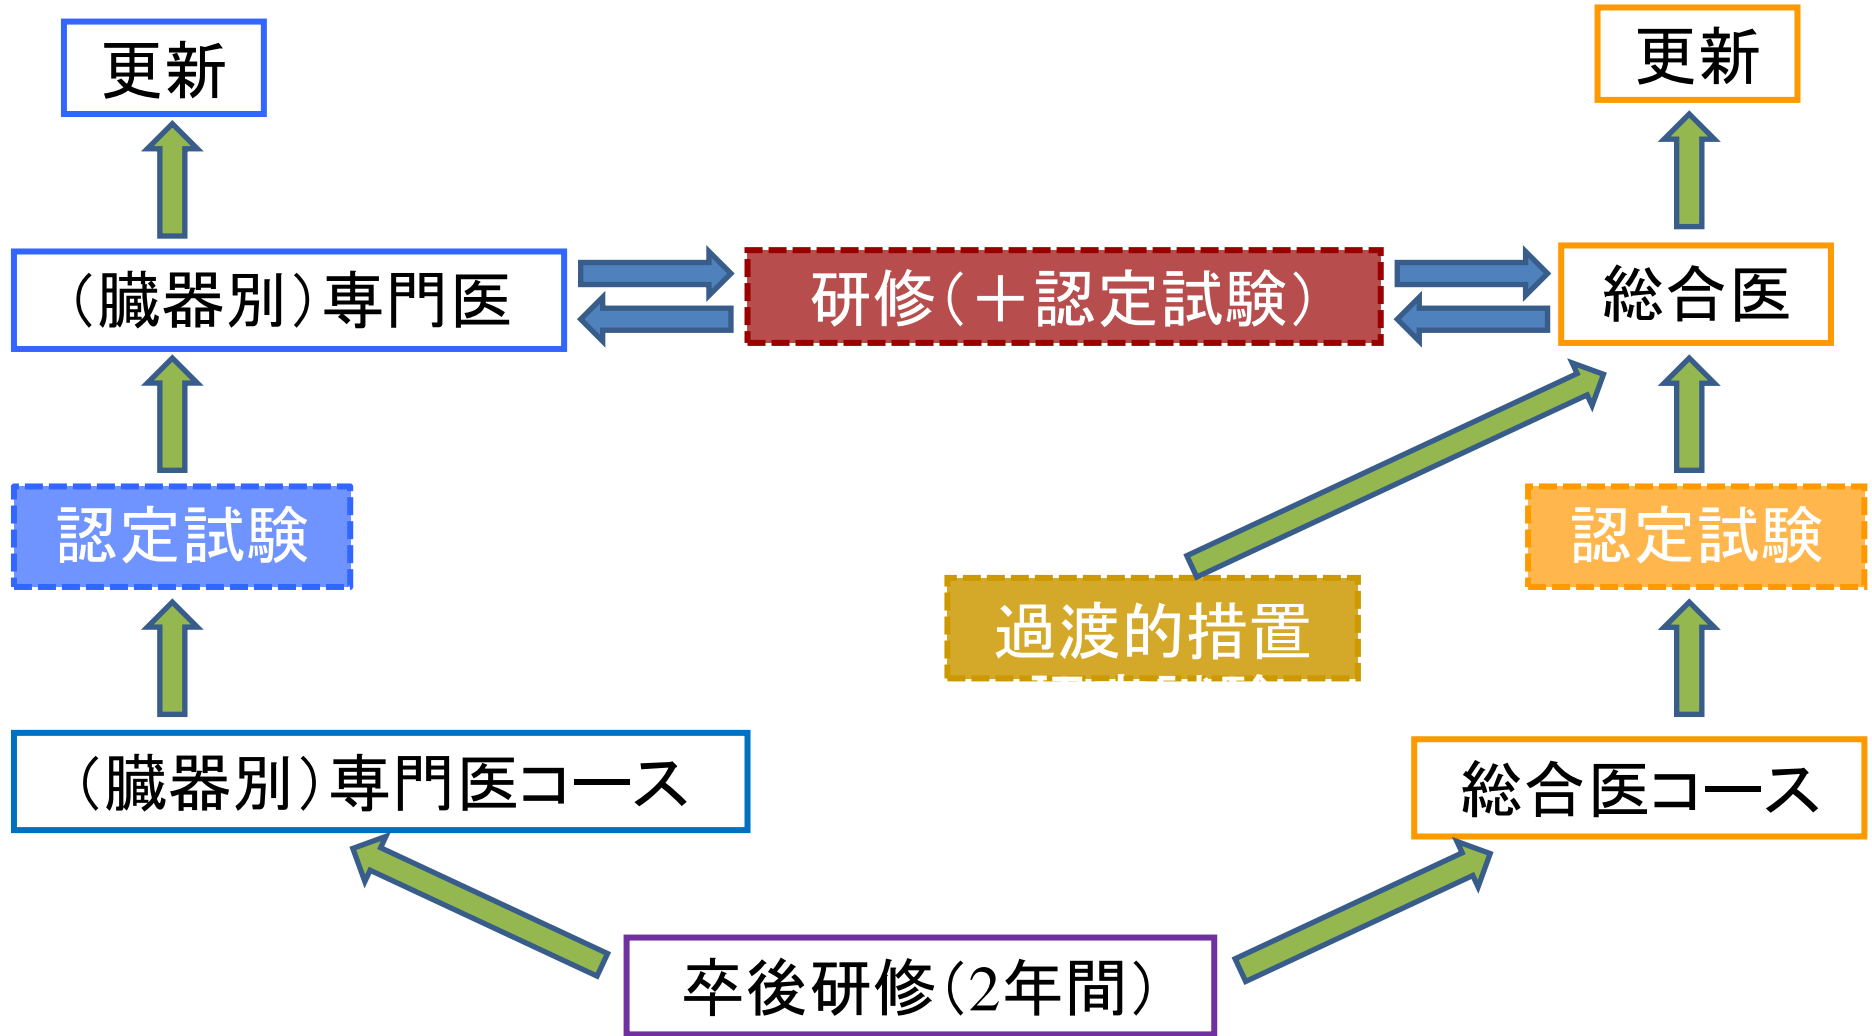 更新
更新
（臓器別）専門医
研修（＋認定試験）
総合医
認定試験
認定試験
過渡的措置
（臓器別）専門医コース
総合医コース
卒後研修（2年間）